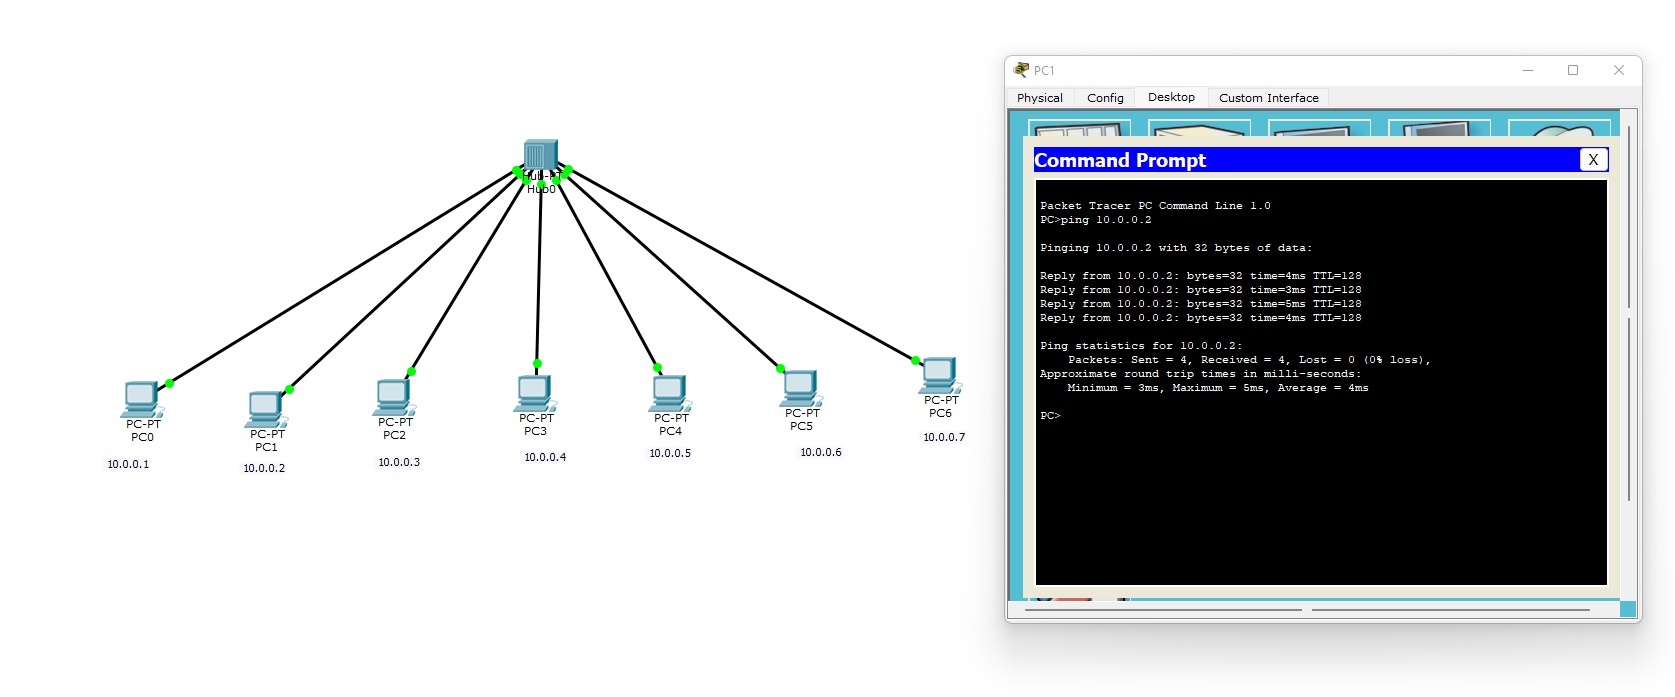 Hub-PT
Hub0
PC-PT
PC0
10.0.0.1
PC-PT
PC1
10.0.0.2
PC-PT
PC2
10.0.0.3
PC-PT
PC3
10.0.0.4
PC-PT
PC4
10.0.0.5
PC-PT
PC5
10.0.0.6
PC-PT
PC6
10.0.0.7
PC1
Physical Config Desktop Custom Interface
Command Prompt X
Packet Tracer PC Command Line 1.0
PC>ping 10.0.0.2
Pinging 10.0.0.2 with 32 bytes of data:
Reply from 10.0.0.2: bytes=32 time=4ms TTL=128
Reply from 10.0.0.2: bytes=32 time=3ms TTL=128
Reply from 10.0.0.2: bytes=32 time=5ms TTL=128
Reply from 10.0.0.2: bytes=32 time=4ms TTL=128
Ping statistics for 10.0.0.2:
Packets: Sent = 4, Received = 4, Lost = 0 (0% loss),
Approximate round trip times in milli-seconds:
Minimum = 3ms, Maximum = 5ms, Average = 4ms
PC>